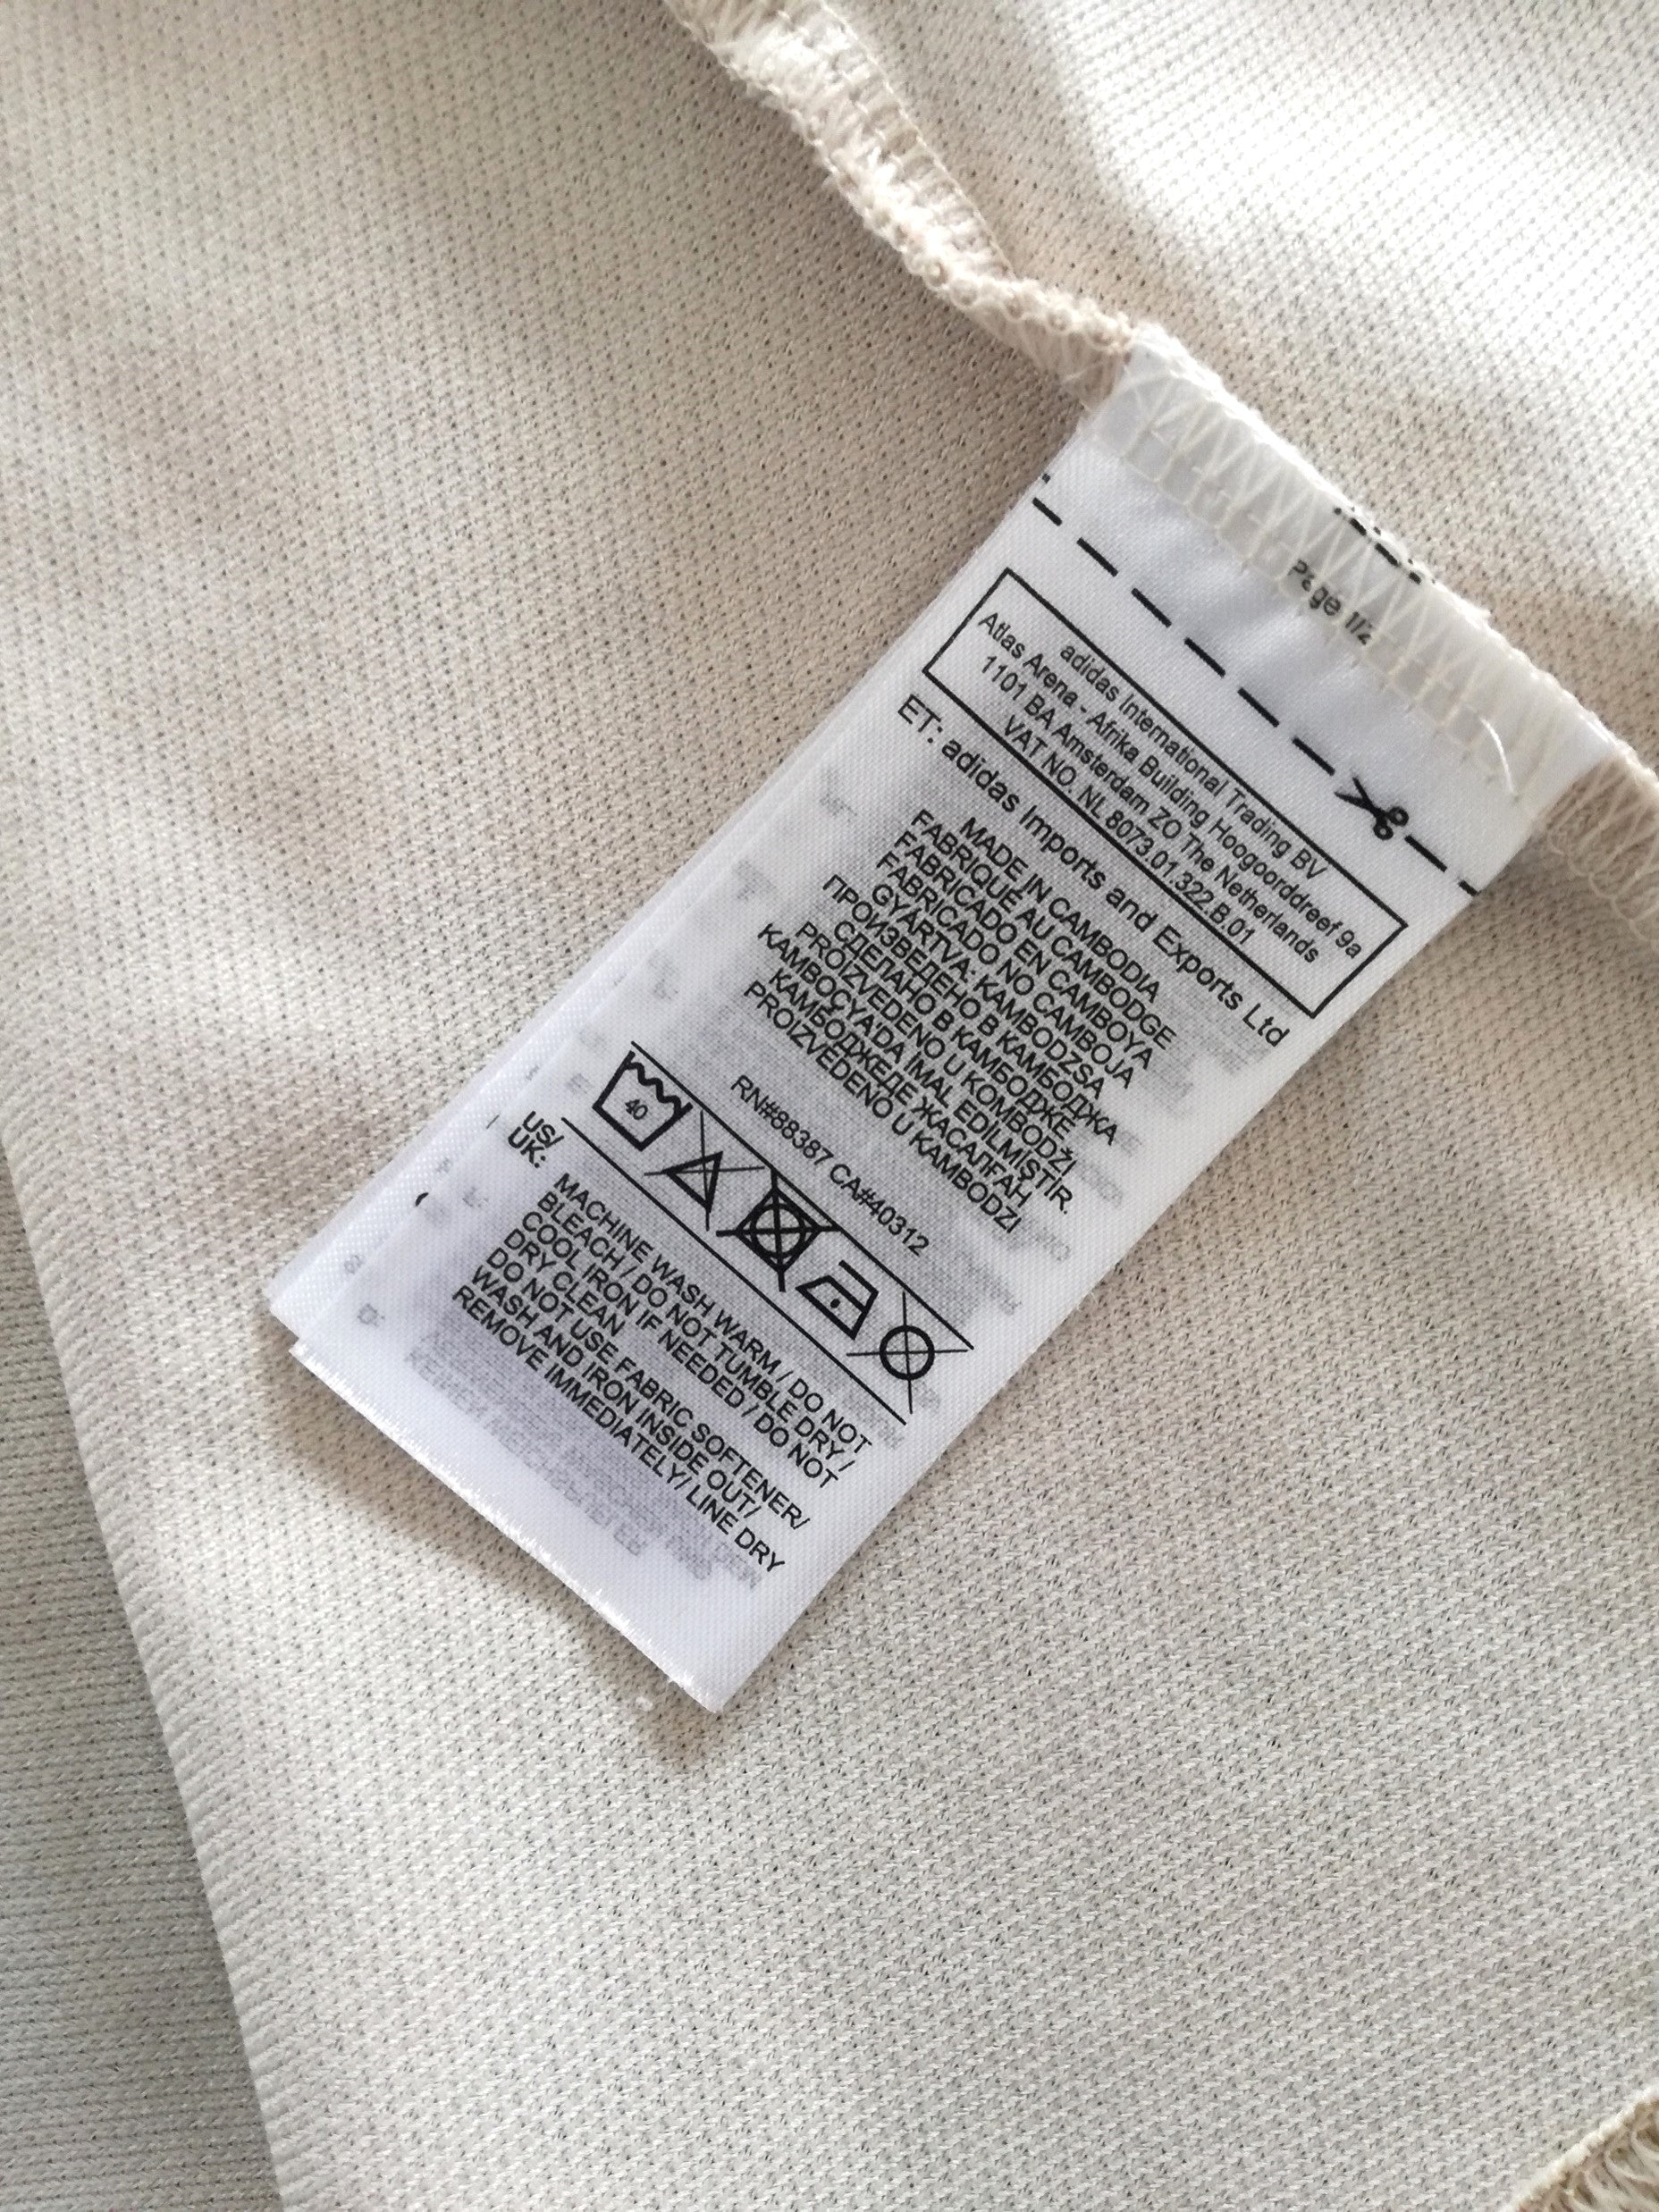 Page 1/2
adidas International Trading BV
Atlas Arena - Afrika Building Hoogoorddreef 9a
1101 BA Amsterdam ZO The Netherlands
VAT NO. NL 8073.01.322.B.01
ET: adidas Imports and Exports Ltd
MADE IN CAMBODIA
FABRIQUÉ AU CAMBODGE
FABRICADO EN CAMBOYA
FABRICADO NO CAMBOJA
GYÁRTVA: KAMBODZSA
ПРОИЗВЕДЕНО В КАМБОДЖА
СДЕЛАНО В КАМБОДЖЕ
PROIZVEDENO U KOMBODŽI
KAMBOÇYA'DA IMAL EDİLMİŞTİR.
КАМБОДЖЕДЕ ЖАСАЛҒАН
PROIZVEDENO U KAMBODZI
RN#88387 CA#40312
40
US/
UK:
MACHINE WASH WARM / DO NOT
BLEACH / DO NOT TUMBLE DRY /
COOL IRON IF NEEDED / DO NOT
DRY CLEAN
DO NOT USE FABRIC SOFTENER/
WASH AND IRON INSIDE OUT/
REMOVE IMMEDIATELY/ LINE DRY